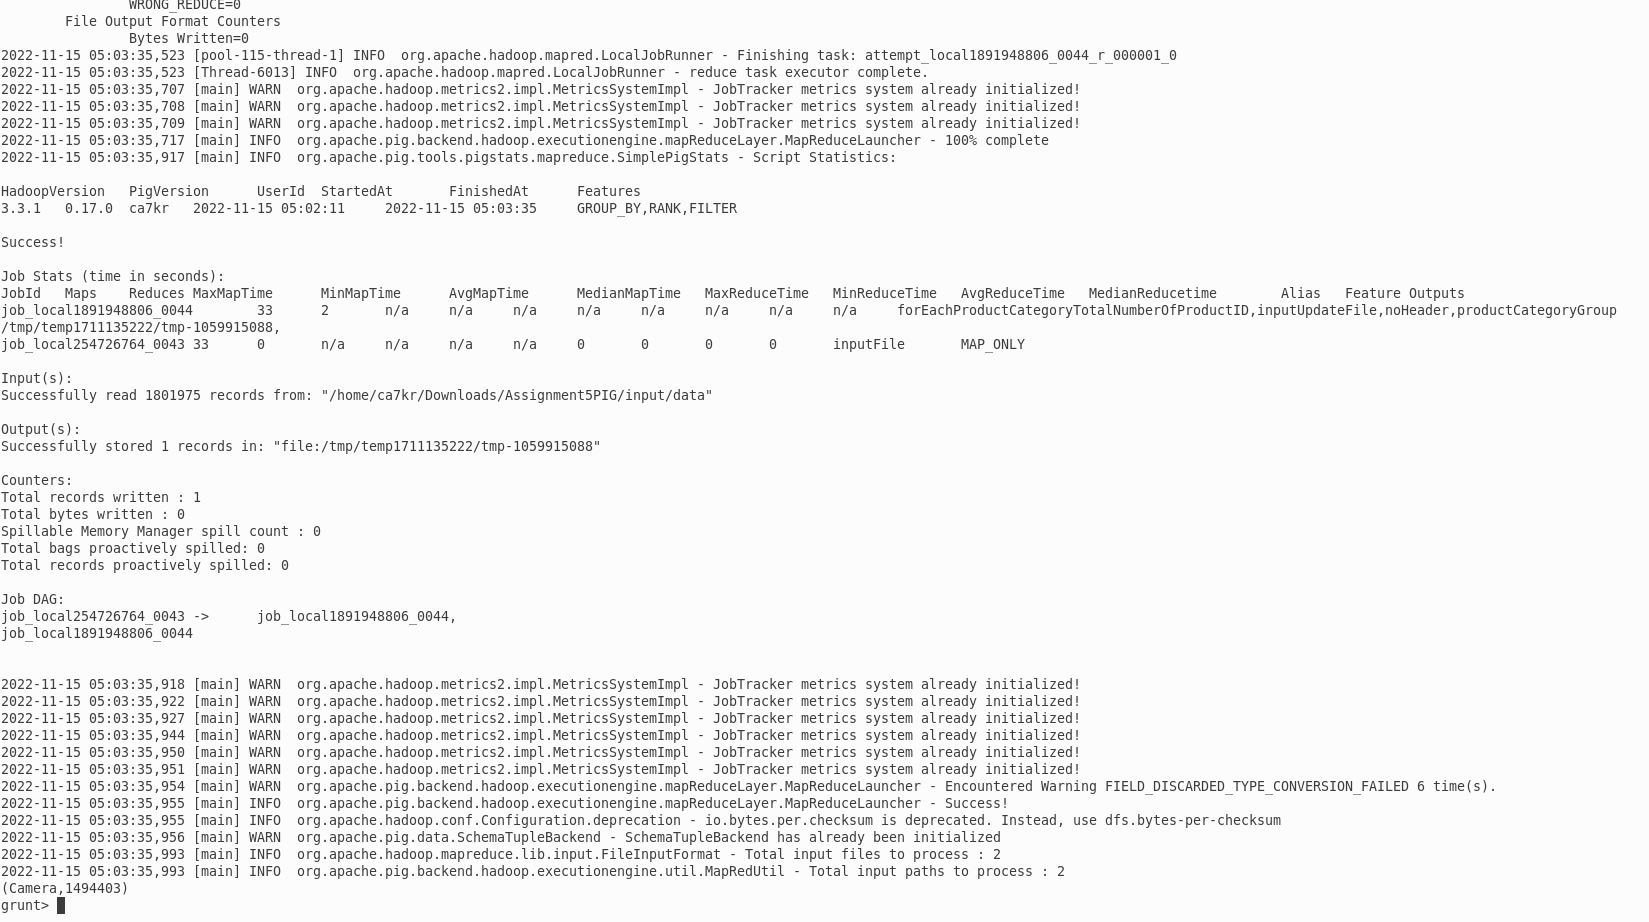 WRONG_REDUCE=0
File Output Format Counters
Bytes Written=0
2022-11-15 05:03:35,523 [pool-115-thread-1] INFO  org.apache.hadoop.mapred.LocalJobRunner - Finishing task: attempt_local1891948806_0044_r_000001_0
2022-11-15 05:03:35,523 [Thread-6013] INFO  org.apache.hadoop.mapred.LocalJobRunner - reduce task executor complete.
2022-11-15 05:03:35,707 [main] WARN  org.apache.hadoop.metrics2.impl.MetricsSystemImpl - JobTracker metrics system already initialized!
2022-11-15 05:03:35,708 [main] WARN  org.apache.hadoop.metrics2.impl.MetricsSystemImpl - JobTracker metrics system already initialized!
2022-11-15 05:03:35,709 [main] WARN  org.apache.hadoop.metrics2.impl.MetricsSystemImpl - JobTracker metrics system already initialized!
2022-11-15 05:03:35,717 [main] INFO  org.apache.pig.backend.hadoop.executionengine.mapReduceLayer.MapReduceLauncher - 100% complete
2022-11-15 05:03:35,917 [main] INFO  org.apache.pig.tools.pigstats.mapreduce.SimplePigStats - Script Statistics:
HadoopVersion   PigVersion      UserId  StartedAt       FinishedAt      Features
3.3.1   0.17.0  ca7kr   2022-11-15 05:02:11     2022-11-15 05:03:35     GROUP_BY,RANK,FILTER
Success!
Job Stats (time in seconds):
JobId   Maps    Reduces MaxMapTime      MinMapTime      AvgMapTime      MedianMapTime   MaxReduceTime   MinReduceTime   AvgReduceTime   MedianReducetime        Alias   Feature Outputs
job_local1891948806_0044        33      2       n/a     n/a     n/a     n/a     n/a     n/a     n/a     n/a     forEachProductCategoryTotalNumberOfProductID,inputUpdateFile,noHeader,productCategoryGroup
/tmp/temp1711135222/tmp-1059915088,
job_local254726764_0043 33      0       n/a     n/a     n/a     n/a     0       0       0       0       inputFile       MAP_ONLY
Input(s):
Successfully read 1801975 records from: "/home/ca7kr/Downloads/Assignment5PIG/input/data"
Output(s):
Successfully stored 1 records in: "file:/tmp/temp1711135222/tmp-1059915088"
Counters:
Total records written : 1
Total bytes written : 0
Spillable Memory Manager spill count : 0
Total bags proactively spilled: 0
Total records proactively spilled: 0
Job DAG:
job_local254726764_0043 ->      job_local1891948806_0044,
job_local1891948806_0044
2022-11-15 05:03:35,918 [main] WARN  org.apache.hadoop.metrics2.impl.MetricsSystemImpl - JobTracker metrics system already initialized!
2022-11-15 05:03:35,922 [main] WARN  org.apache.hadoop.metrics2.impl.MetricsSystemImpl - JobTracker metrics system already initialized!
2022-11-15 05:03:35,927 [main] WARN  org.apache.hadoop.metrics2.impl.MetricsSystemImpl - JobTracker metrics system already initialized!
2022-11-15 05:03:35,944 [main] WARN  org.apache.hadoop.metrics2.impl.MetricsSystemImpl - JobTracker metrics system already initialized!
2022-11-15 05:03:35,950 [main] WARN  org.apache.hadoop.metrics2.impl.MetricsSystemImpl - JobTracker metrics system already initialized!
2022-11-15 05:03:35,951 [main] WARN  org.apache.hadoop.metrics2.impl.MetricsSystemImpl - JobTracker metrics system already initialized!
2022-11-15 05:03:35,954 [main] WARN  org.apache.pig.backend.hadoop.executionengine.mapReduceLayer.MapReduceLauncher - Encountered Warning FIELD_DISCARDED_TYPE_CONVERSION_FAILED 6 time(s).
2022-11-15 05:03:35,955 [main] INFO  org.apache.pig.backend.hadoop.executionengine.mapReduceLayer.MapReduceLauncher - Success!
2022-11-15 05:03:35,955 [main] INFO  org.apache.hadoop.conf.Configuration.deprecation - io.bytes.per.checksum is deprecated. Instead, use dfs.bytes-per-checksum
2022-11-15 05:03:35,956 [main] WARN  org.apache.pig.data.SchemaTupleBackend - SchemaTupleBackend has already been initialized
2022-11-15 05:03:35,993 [main] INFO  org.apache.hadoop.mapreduce.lib.input.FileInputFormat - Total input files to process : 2
2022-11-15 05:03:35,993 [main] INFO  org.apache.pig.backend.hadoop.executionengine.util.MapRedUtil - Total input paths to process : 2
(Camera,1494403)
grunt>